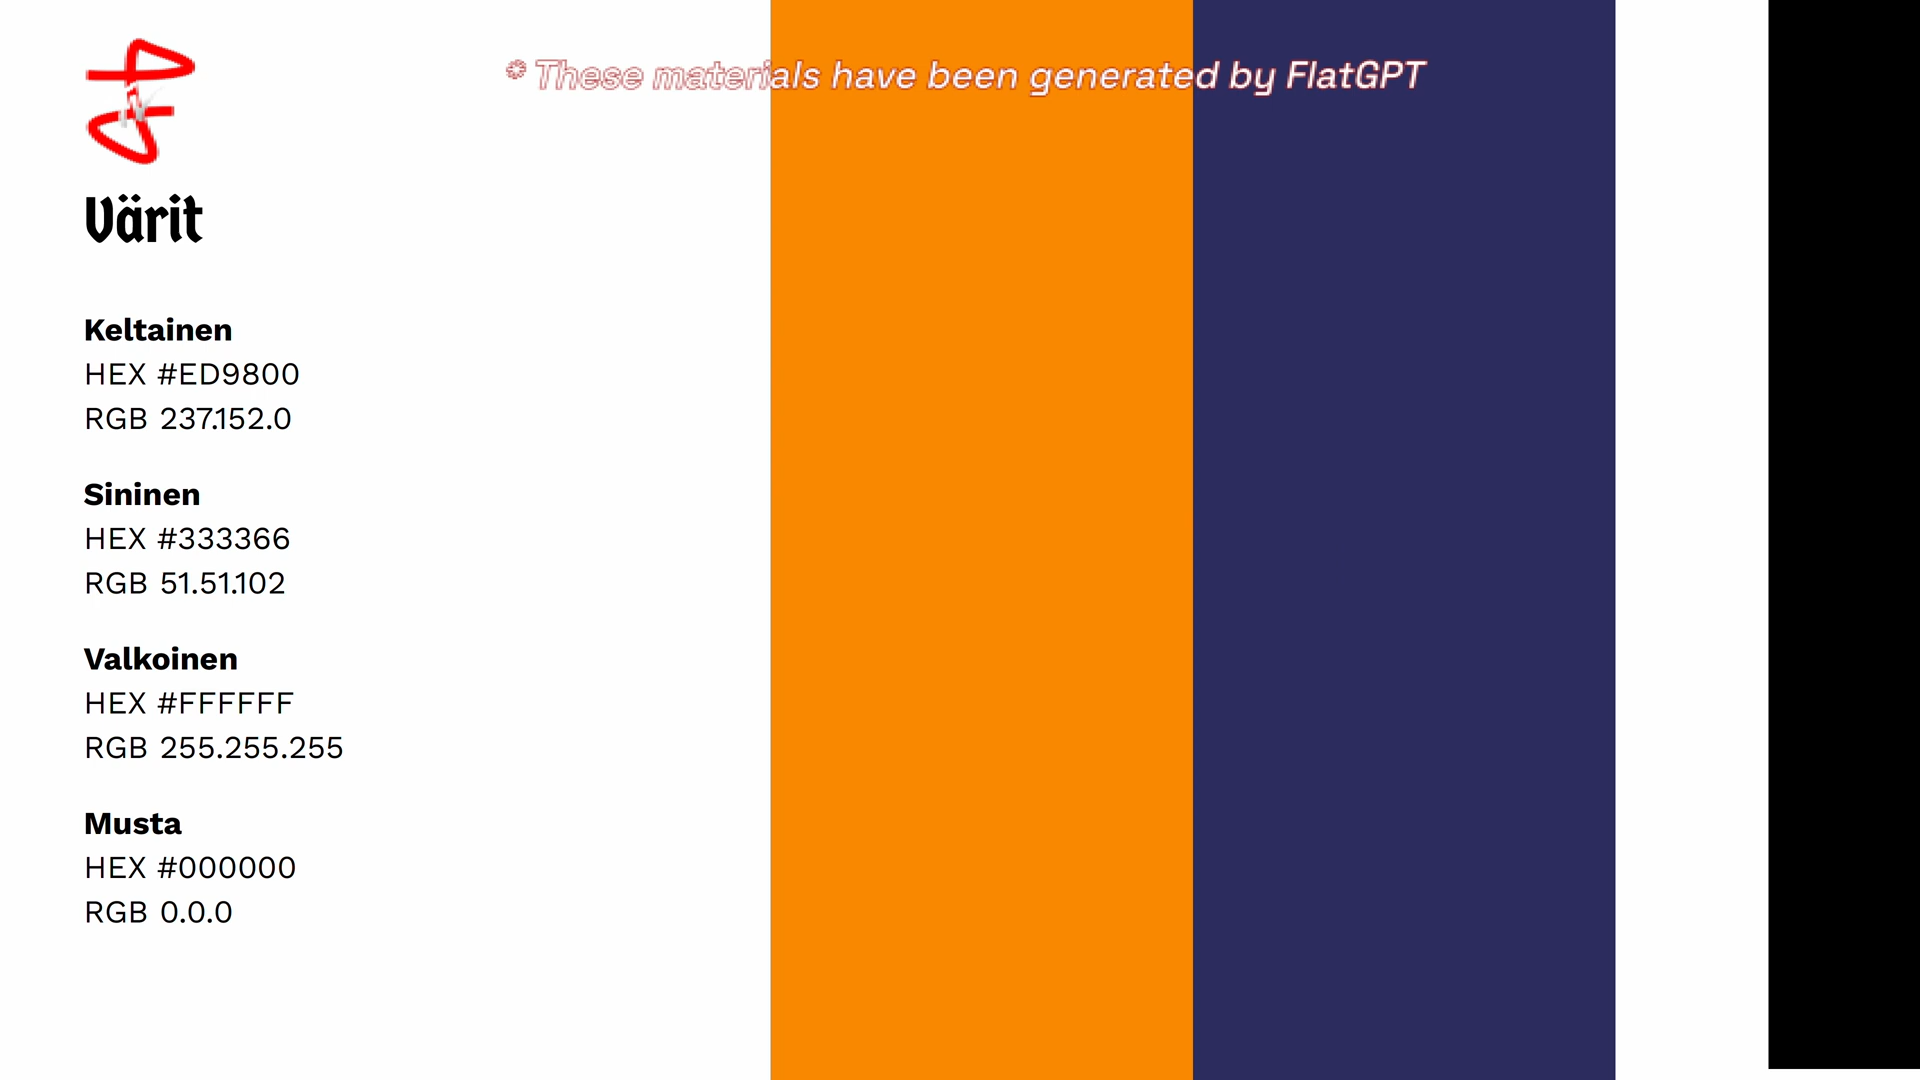 * These materials have been generated by FlatGPT
Värit
Keltainen
HEX #ED9800
RGB 237.152.0
Sininen
HEX #333366
RGB 51.51.102
Valkoinen
HEX #FFFFFF
RGB 255.255.255
Musta
HEX #000000
RGB 0.0.0